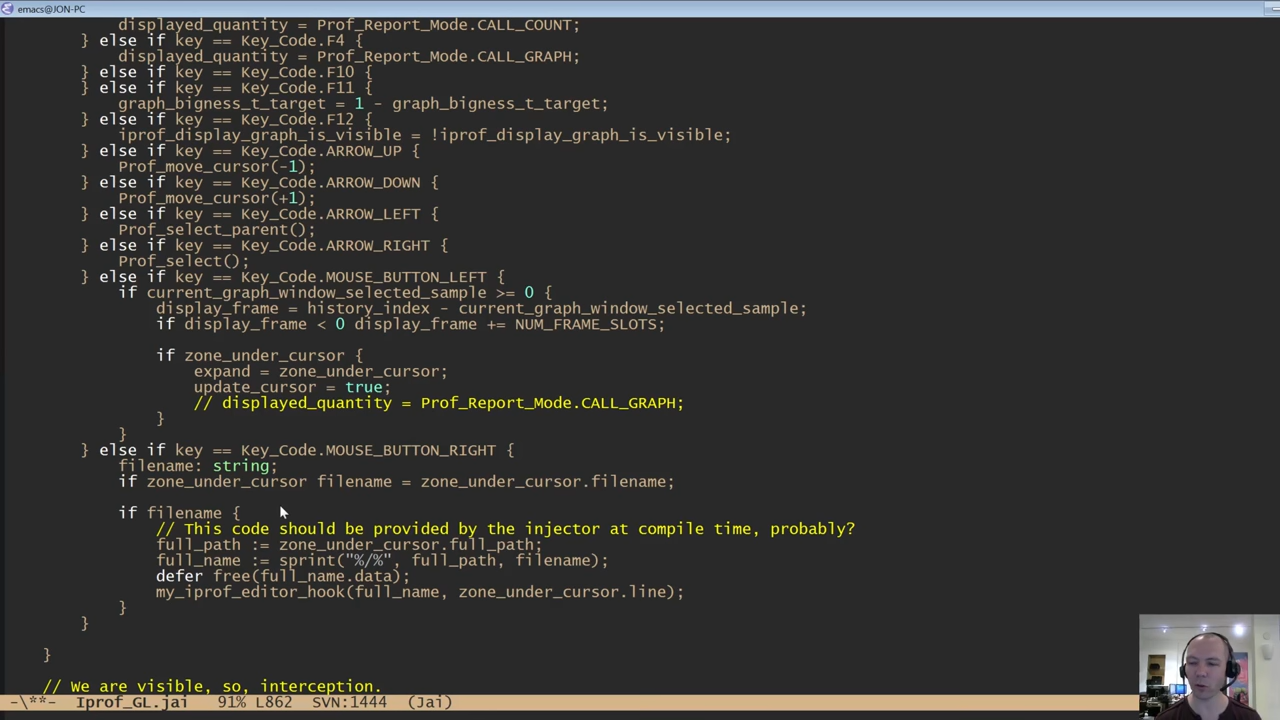 emacs@JON-PC
displayed_quantity = Prof_Report_Mode.CALL_COUNT;
} else if key == Key_Code.F4 {
displayed_quantity = Prof_Report_Mode.CALL_GRAPH;
} else if key == Key_Code.F10 {
} else if key == Key_Code.F11 {
graph_bigness_t_target = 1 - graph_bigness_t_target;
} else if key == Key_Code.F12 {
iprof_display_graph_is_visible = !iprof_display_graph_is_visible;
} else if key == Key_Code.ARROW_UP {
Prof_move_cursor(-1);
} else if key == Key_Code.ARROW_DOWN {
Prof_move_cursor(+1);
} else if key == Key_Code.ARROW_LEFT {
Prof_select_parent();
} else if key == Key_Code.ARROW_RIGHT {
Prof_select();
} else if key == Key_Code.MOUSE_BUTTON_LEFT {
if current_graph_window_selected_sample >= 0 {
display_frame = history_index - current_graph_window_selected_sample;
if display_frame < 0 display_frame += NUM_FRAME_SLOTS;
if zone_under_cursor {
expand = zone_under_cursor;
update_cursor = true;
// displayed_quantity = Prof_Report_Mode.CALL_GRAPH;
}
}
} else if key == Key_Code.MOUSE_BUTTON_RIGHT {
filename: string;
if zone_under_cursor filename = zone_under_cursor.filename;
if filename {
// This code should be provided by the injector at compile time, probably?
full_path := zone_under_cursor.full_path;
full_name := sprint("%/%", full_path, filename);
defer free(full_name.data);
my_iprof_editor_hook(full_name, zone_under_cursor.line);
}
}
}
// We are visible, so, interception.
-\**-  Iprof_GL.jai  91% L862  SVN:1444  (Jai)